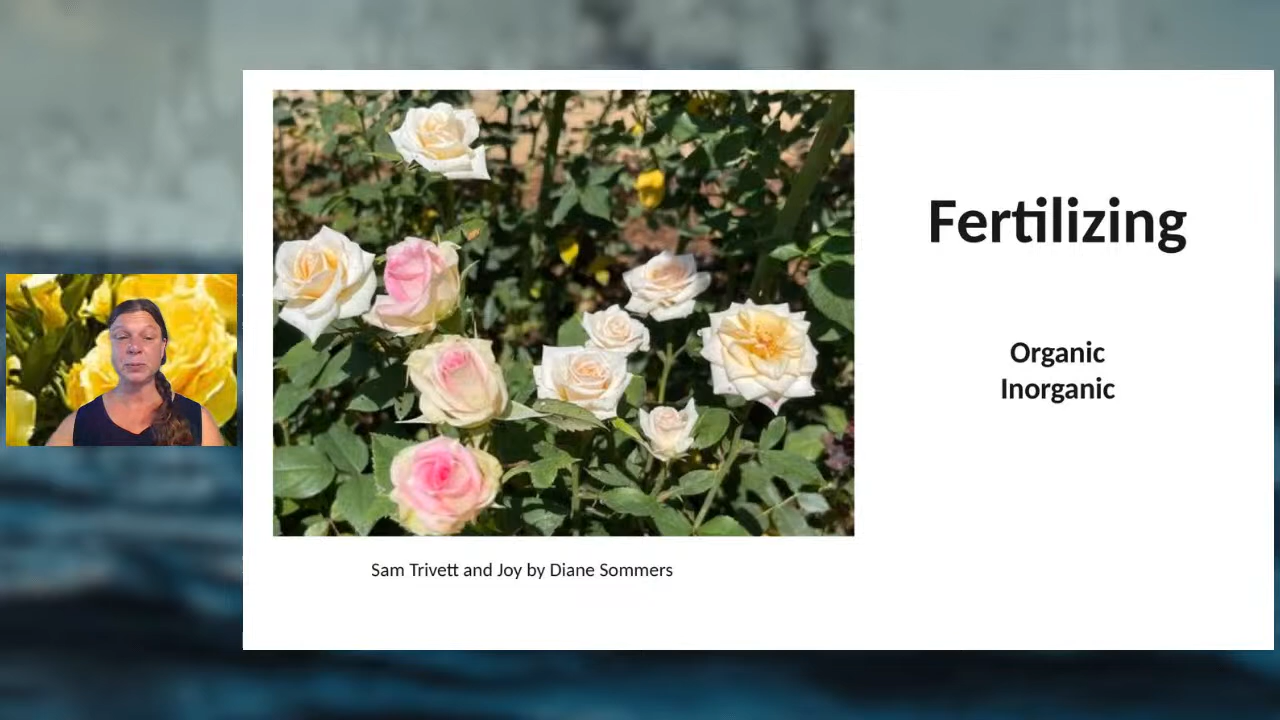 Fertilizing
Organic
Inorganic
Sam Trivett and Joy by Diane Sommers